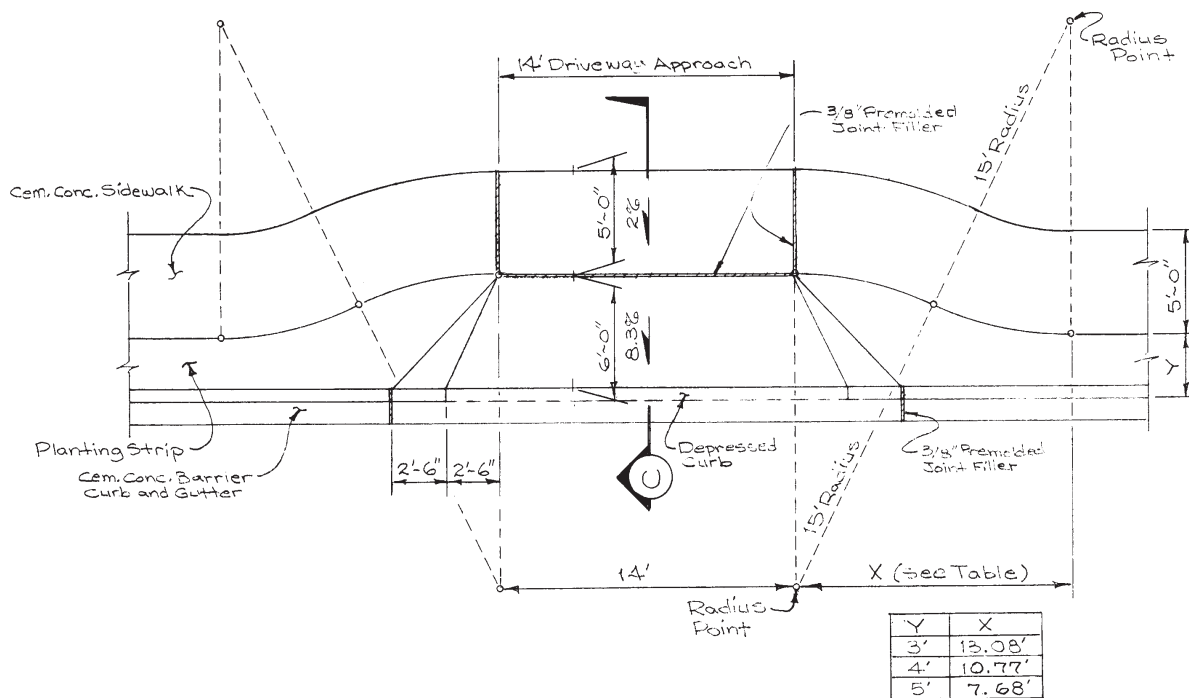 Radius
Point
14' Driveway Approach
3/8" Premolded
Joint Filler
15' Radius
Cem. Conc. Sidewalk
5'-0"
2%
5'-0"
6'-0"
8.3%
Y
Planting Strip
Cem. Conc. Barrier
Curb and Gutter
2'-6"
2'-6"
Depressed
Curb
3/8" Premolded
Joint Filler
C
15' Radius
14'
X (see Table)
Radius
Point
Y X
3' 13.08'
4' 10.77'
5' 7.68'